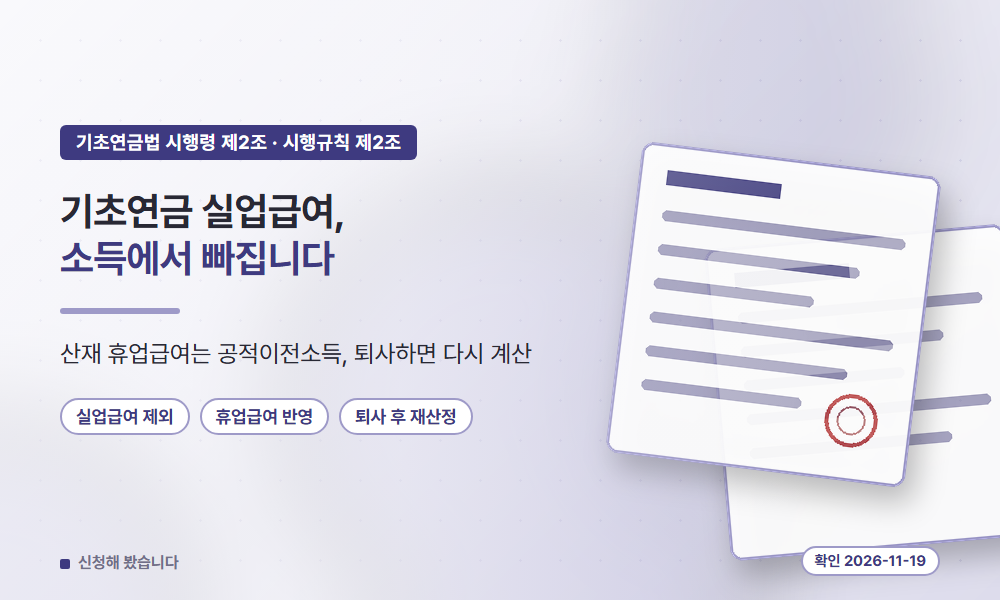 기초연금법 시행령 제2조 · 시행규칙 제2조
기초연금 실업급여,
소득에서 빠집니다
산재 휴업급여는 공적이전소득, 퇴사하면 다시 계산
실업급여 제외
휴업급여 반영
퇴사 후 재산정
신청해 봤습니다
확인 2026-11-19